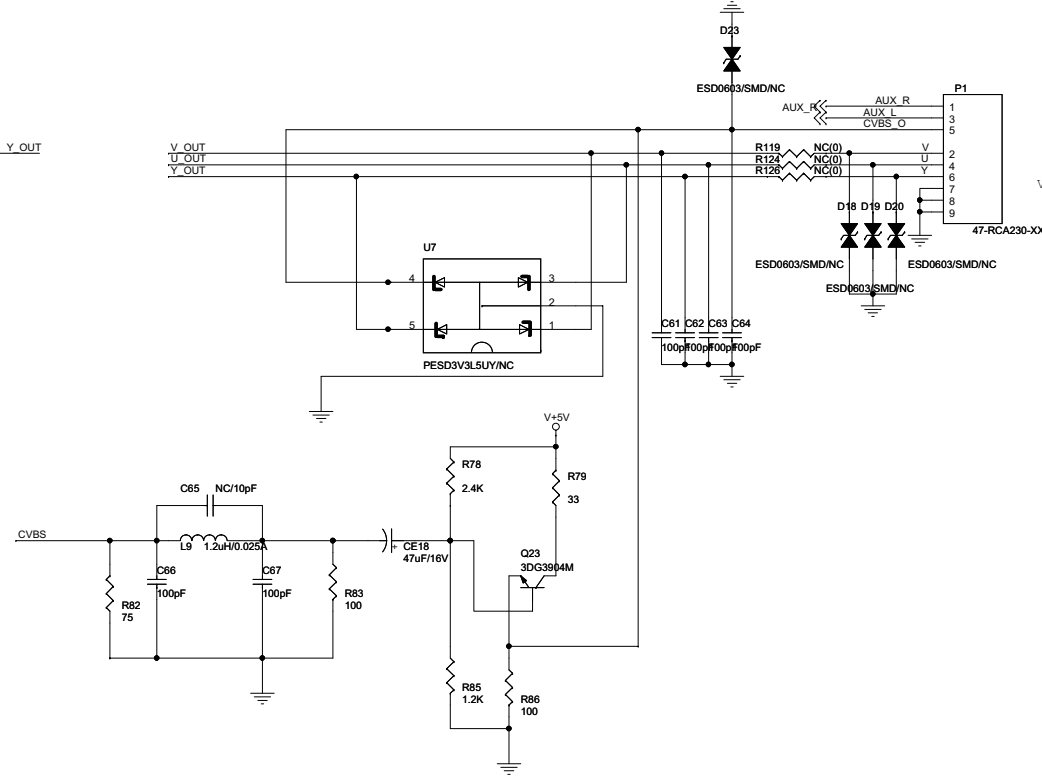 D23
ESD0603/SMD/NC
P1
AUX_R
AUX_L
CVBS_O
1
3
5
Y_OUT
V_OUT
U_OUT
Y_OUT
R119 NC(0)
R124 NC(0)
R126 NC(0)
V
U
Y
2
4
6
7
8
9
47-RCA230-XX
D18 D19 D20
ESD0603/SMD/NC
ESD0603/SMD/NC
ESD0603/SMD/NC
U7
4
3
2
5
1
PESD3V3L5UY/NC
C61 C62 C63 C64
100pF 100pF 100pF 100pF
V+5V
R78
2.4K
R79
33
C65 NC/10pF
CVBS
L9 1.2uH/0.025A
+
CE18
47uF/16V
Q23
3DG3904M
C66
100pF
C67
100pF
R82
75
R83
100
R85
1.2K
R86
100